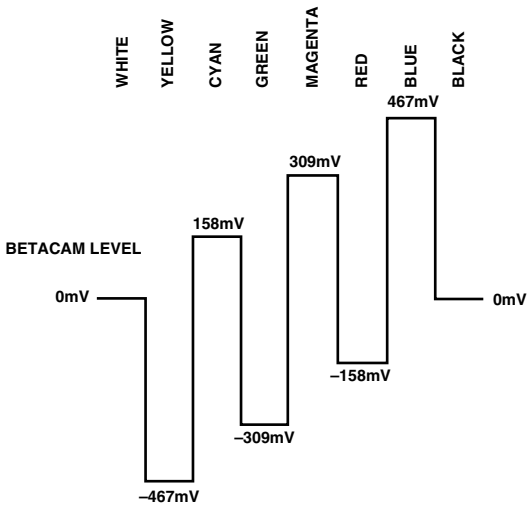 WHITE
YELLOW
CYAN
GREEN
MAGENTA
RED
BLUE
BLACK
467mV
309mV
158mV
BETACAM LEVEL
0mV
0mV
–158mV
–309mV
–467mV